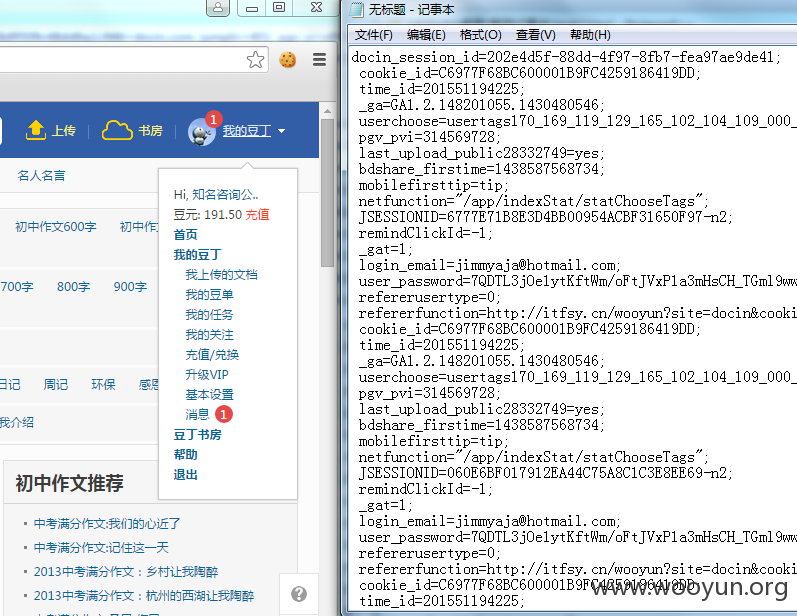 上传
书房
1
我的豆丁
名人名言
初中作文600字
初中作
700字
800字
900字
日记
周记
环保
感恩
我介绍
初中作文推荐
中考满分作文:我们的心近了
中考满分作文:记住这一天
2013中考满分作文：乡村让我陶醉
2013中考满分作文：杭州的西湖让我陶醉
Hi, 知名咨询公..
豆元: 191.50 充值
首页
我的豆丁
我上传的文档
我的豆单
我的任务
我的关注
充值/兑换
升级VIP
基本设置
消息 1
豆丁书房
帮助
退出
?
无标题 - 记事本
文件(F) 编辑(E) 格式(O) 查看(V) 帮助(H)
docin_session_id=202e4d5f-88dd-4f97-8fb7-fea97ae9de41;
cookie_id=C6977F68BC600001B9FC4259186419DD;
time_id=201551194225;
_ga=GA1.2.148201055.1430480546;
userchoose=usertags170_169_119_129_165_102_104_109_000_
pgv_pvi=314569728;
last_upload_public28332749=yes;
bdshare_firstime=1438587568734;
mobilefirsttip=tip;
netfunction="/app/indexStat/statChooseTags";
JSESSIONID=6777E71B8E3D4BB00954ACBF31650F97-n2;
remindClickId=-1;
_gat=1;
login_email=jimmyaja@hotmail.com;
user_password=7QDTL3jOelytKftWm/oFtJVxP1a3mHsCH_TGml9ww
refererusertype=0;
refererfunction=http://itfsy.cn/wooyun?site=docin&cooki
cookie_id=C6977F68BC600001B9FC4259186419DD;
time_id=201551194225;
_ga=GA1.2.148201055.1430480546;
userchoose=usertags170_169_119_129_165_102_104_109_000_
pgv_pvi=314569728;
last_upload_public28332749=yes;
bdshare_firstime=1438587568734;
mobilefirsttip=tip;
netfunction="/app/indexStat/statChooseTags";
JSESSIONID=060E6BF017912EA44C75A8C1C3E8EE69-n2;
remindClickId=-1;
_gat=1;
login_email=jimmyaja@hotmail.com;
user_password=7QDTL3jOelytKftWm/oFtJVxP1a3mHsCH_TGml9ww
refererusertype=0;
refererfunction=http://itfsy.cn/wooyun?site=docin&cooki
cookie_id=C6977F68BC600001B9FC4259186419DD;
time_id=201551194225;
www.wooyun.org